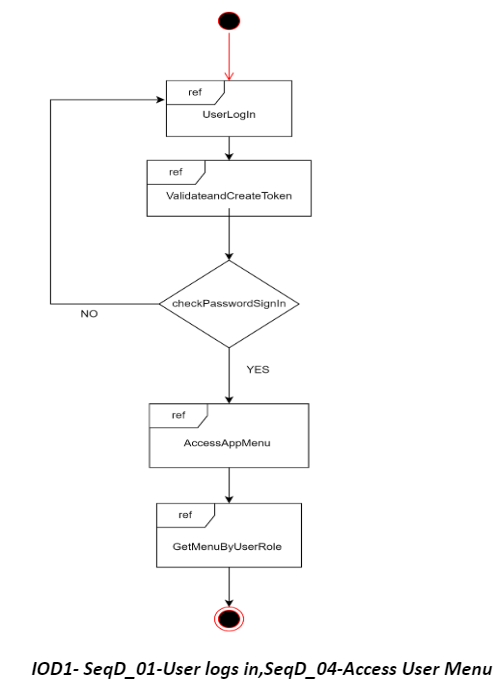 ref
UserLogIn
ref
ValidateandCreateToken
checkPasswordSignIn
NO
YES
ref
AccessAppMenu
ref
GetMenuByUserRole
IOD1- SeqD_01-User logs in,SeqD_04-Access User Menu